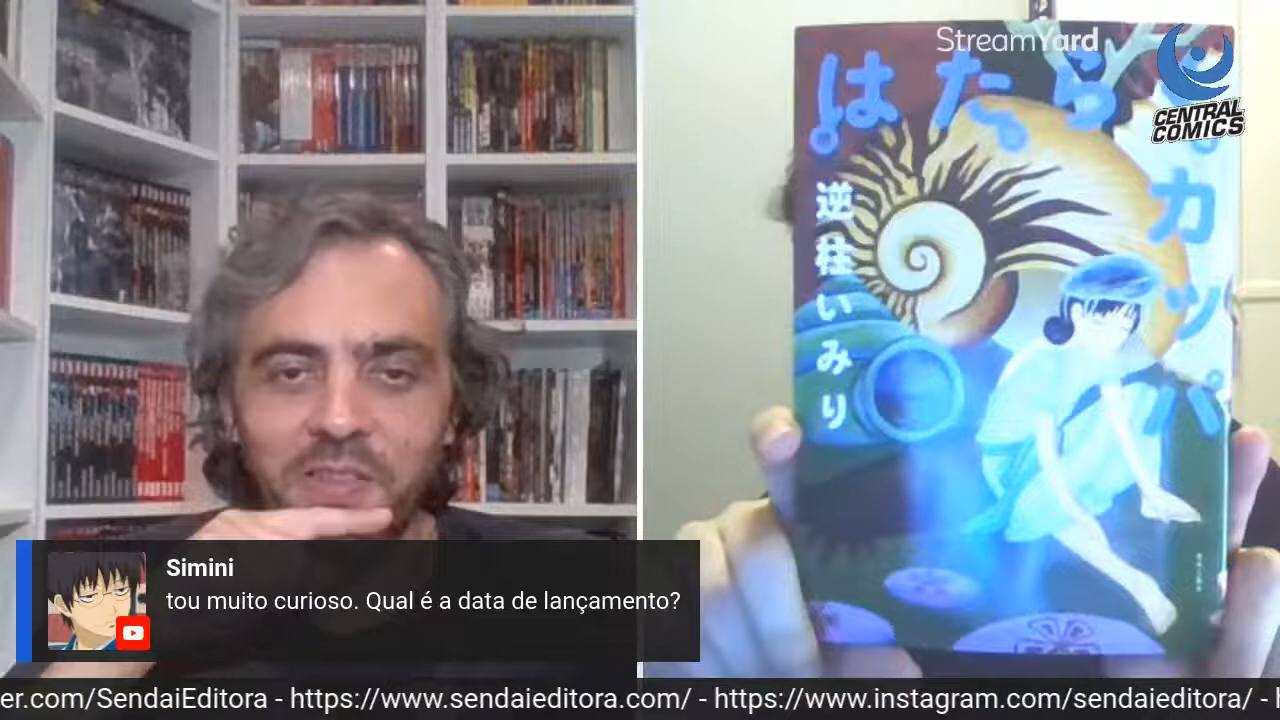 StreamYard
CENTRAL
COMICS
はたら
カッパ
逆柱いみり
Simini
tou muito curioso. Qual é a data de lançamento?
er.com/SendaiEditora - https://www.sendaieditora.com/ - https://www.instagram.com/sendaieditora/ - h